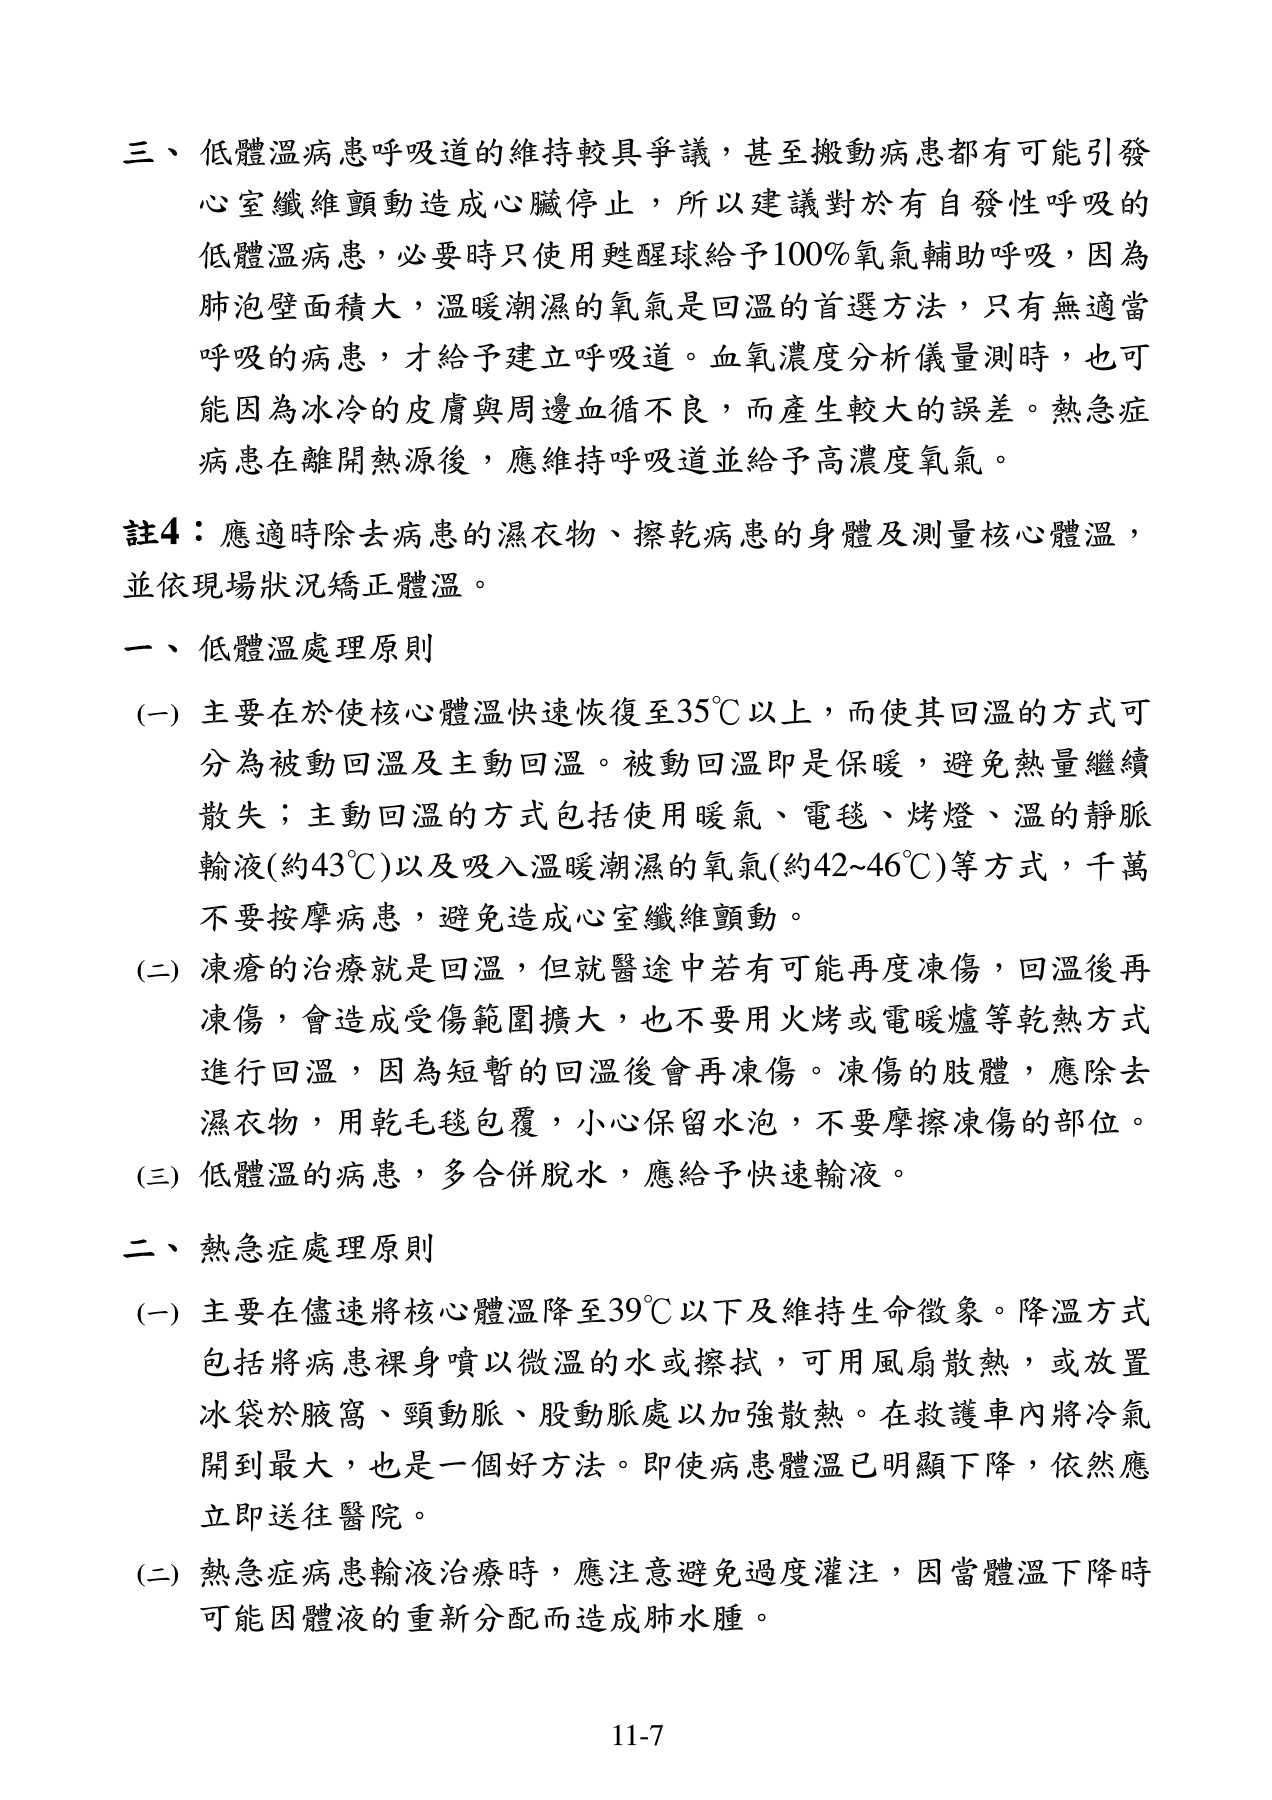 三、 低體溫病患呼吸道的維持較具爭議，甚至搬動病患都有可能引發
心室纖維顫動造成心臟停止，所以建議對於有自發性呼吸的
低體溫病患，必要時只使用甦醒球給予100%氧氣輔助呼吸，因為
肺泡壁面積大，溫暖潮濕的氧氣是回溫的首選方法，只有無適當
呼吸的病患，才給予建立呼吸道。血氧濃度分析儀量測時，也可
能因為冰冷的皮膚與周邊血循不良，而產生較大的誤差。熱急症
病患在離開熱源後，應維持呼吸道並給予高濃度氧氣。
註4：應適時除去病患的濕衣物、擦乾病患的身體及測量核心體溫，
並依現場狀況矯正體溫。
一、 低體溫處理原則
(一) 主要在於使核心體溫快速恢復至35℃以上，而使其回溫的方式可
分為被動回溫及主動回溫。被動回溫即是保暖，避免熱量繼續
散失；主動回溫的方式包括使用暖氣、電毯、烤燈、溫的靜脈
輸液(約43℃)以及吸入溫暖潮濕的氧氣(約42~46℃)等方式，千萬
不要按摩病患，避免造成心室纖維顫動。
(二) 凍瘡的治療就是回溫，但就醫途中若有可能再度凍傷，回溫後再
凍傷，會造成受傷範圍擴大，也不要用火烤或電暖爐等乾熱方式
進行回溫，因為短暫的回溫後會再凍傷。凍傷的肢體，應除去
濕衣物，用乾毛毯包覆，小心保留水泡，不要摩擦凍傷的部位。
(三) 低體溫的病患，多合併脫水，應給予快速輸液。
二、 熱急症處理原則
(一) 主要在儘速將核心體溫降至39℃以下及維持生命徵象。降溫方式
包括將病患裸身噴以微溫的水或擦拭，可用風扇散熱，或放置
冰袋於腋窩、頸動脈、股動脈處以加強散熱。在救護車內將冷氣
開到最大，也是一個好方法。即使病患體溫已明顯下降，依然應
立即送往醫院。
(二) 熱急症病患輸液治療時，應注意避免過度灌注，因當體溫下降時
可能因體液的重新分配而造成肺水腫。
11-7